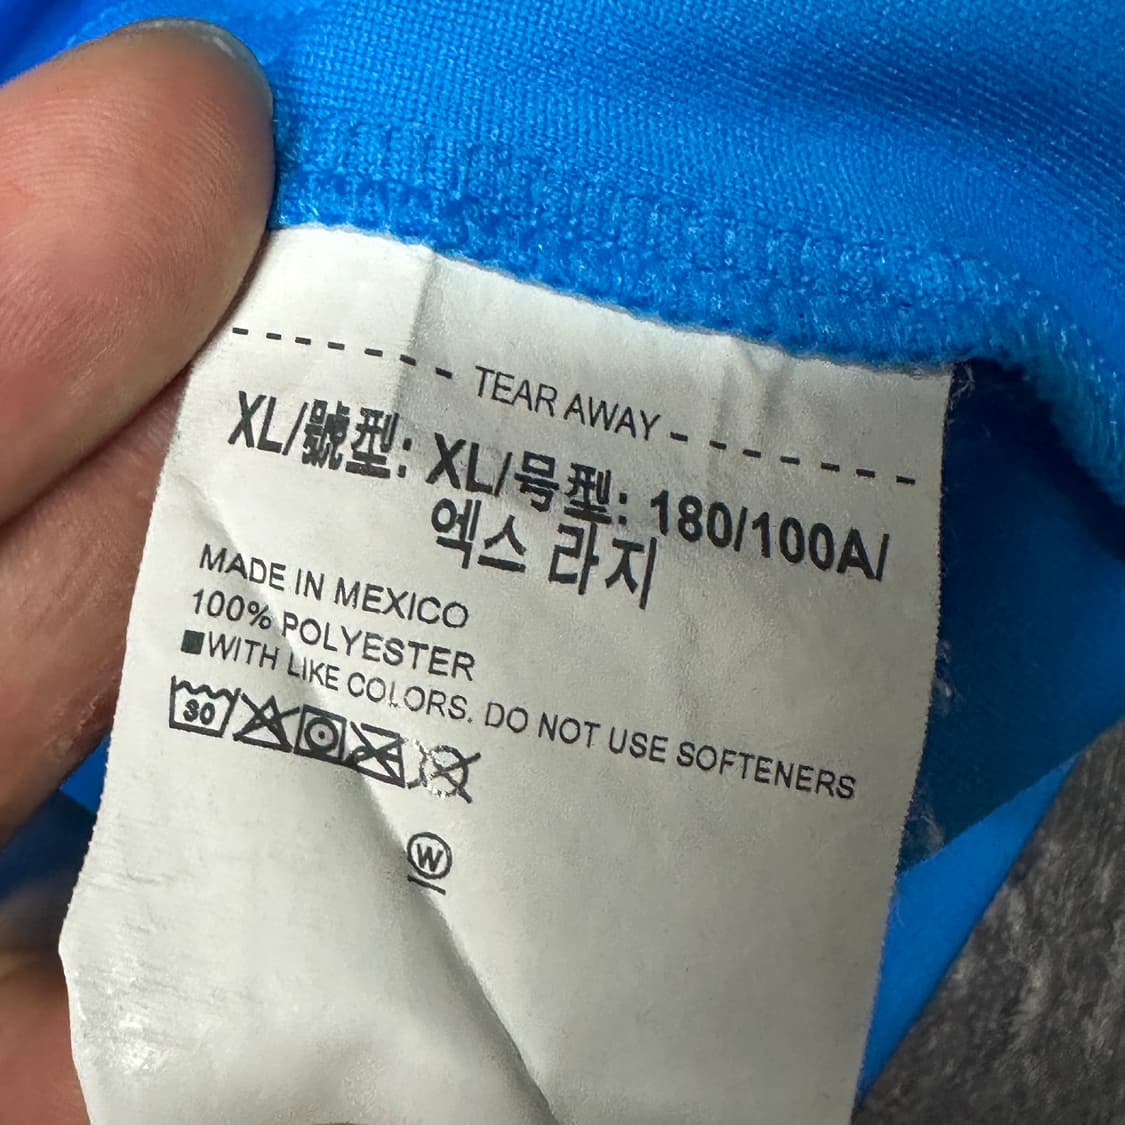 TEAR AWAY
XL/號型: XL/号型: 180/100A/
엑스 라지
MADE IN MEXICO
100% POLYESTER
■WITH LIKE COLORS. DO NOT USE SOFTENERS
30
W